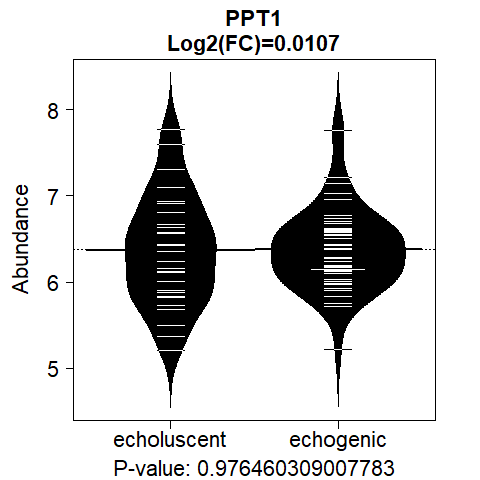 PPT1
Log2(FC)=0.0107
Abundance
8
7
6
5
echoluscent echogenic
P-value: 0.976460309007783